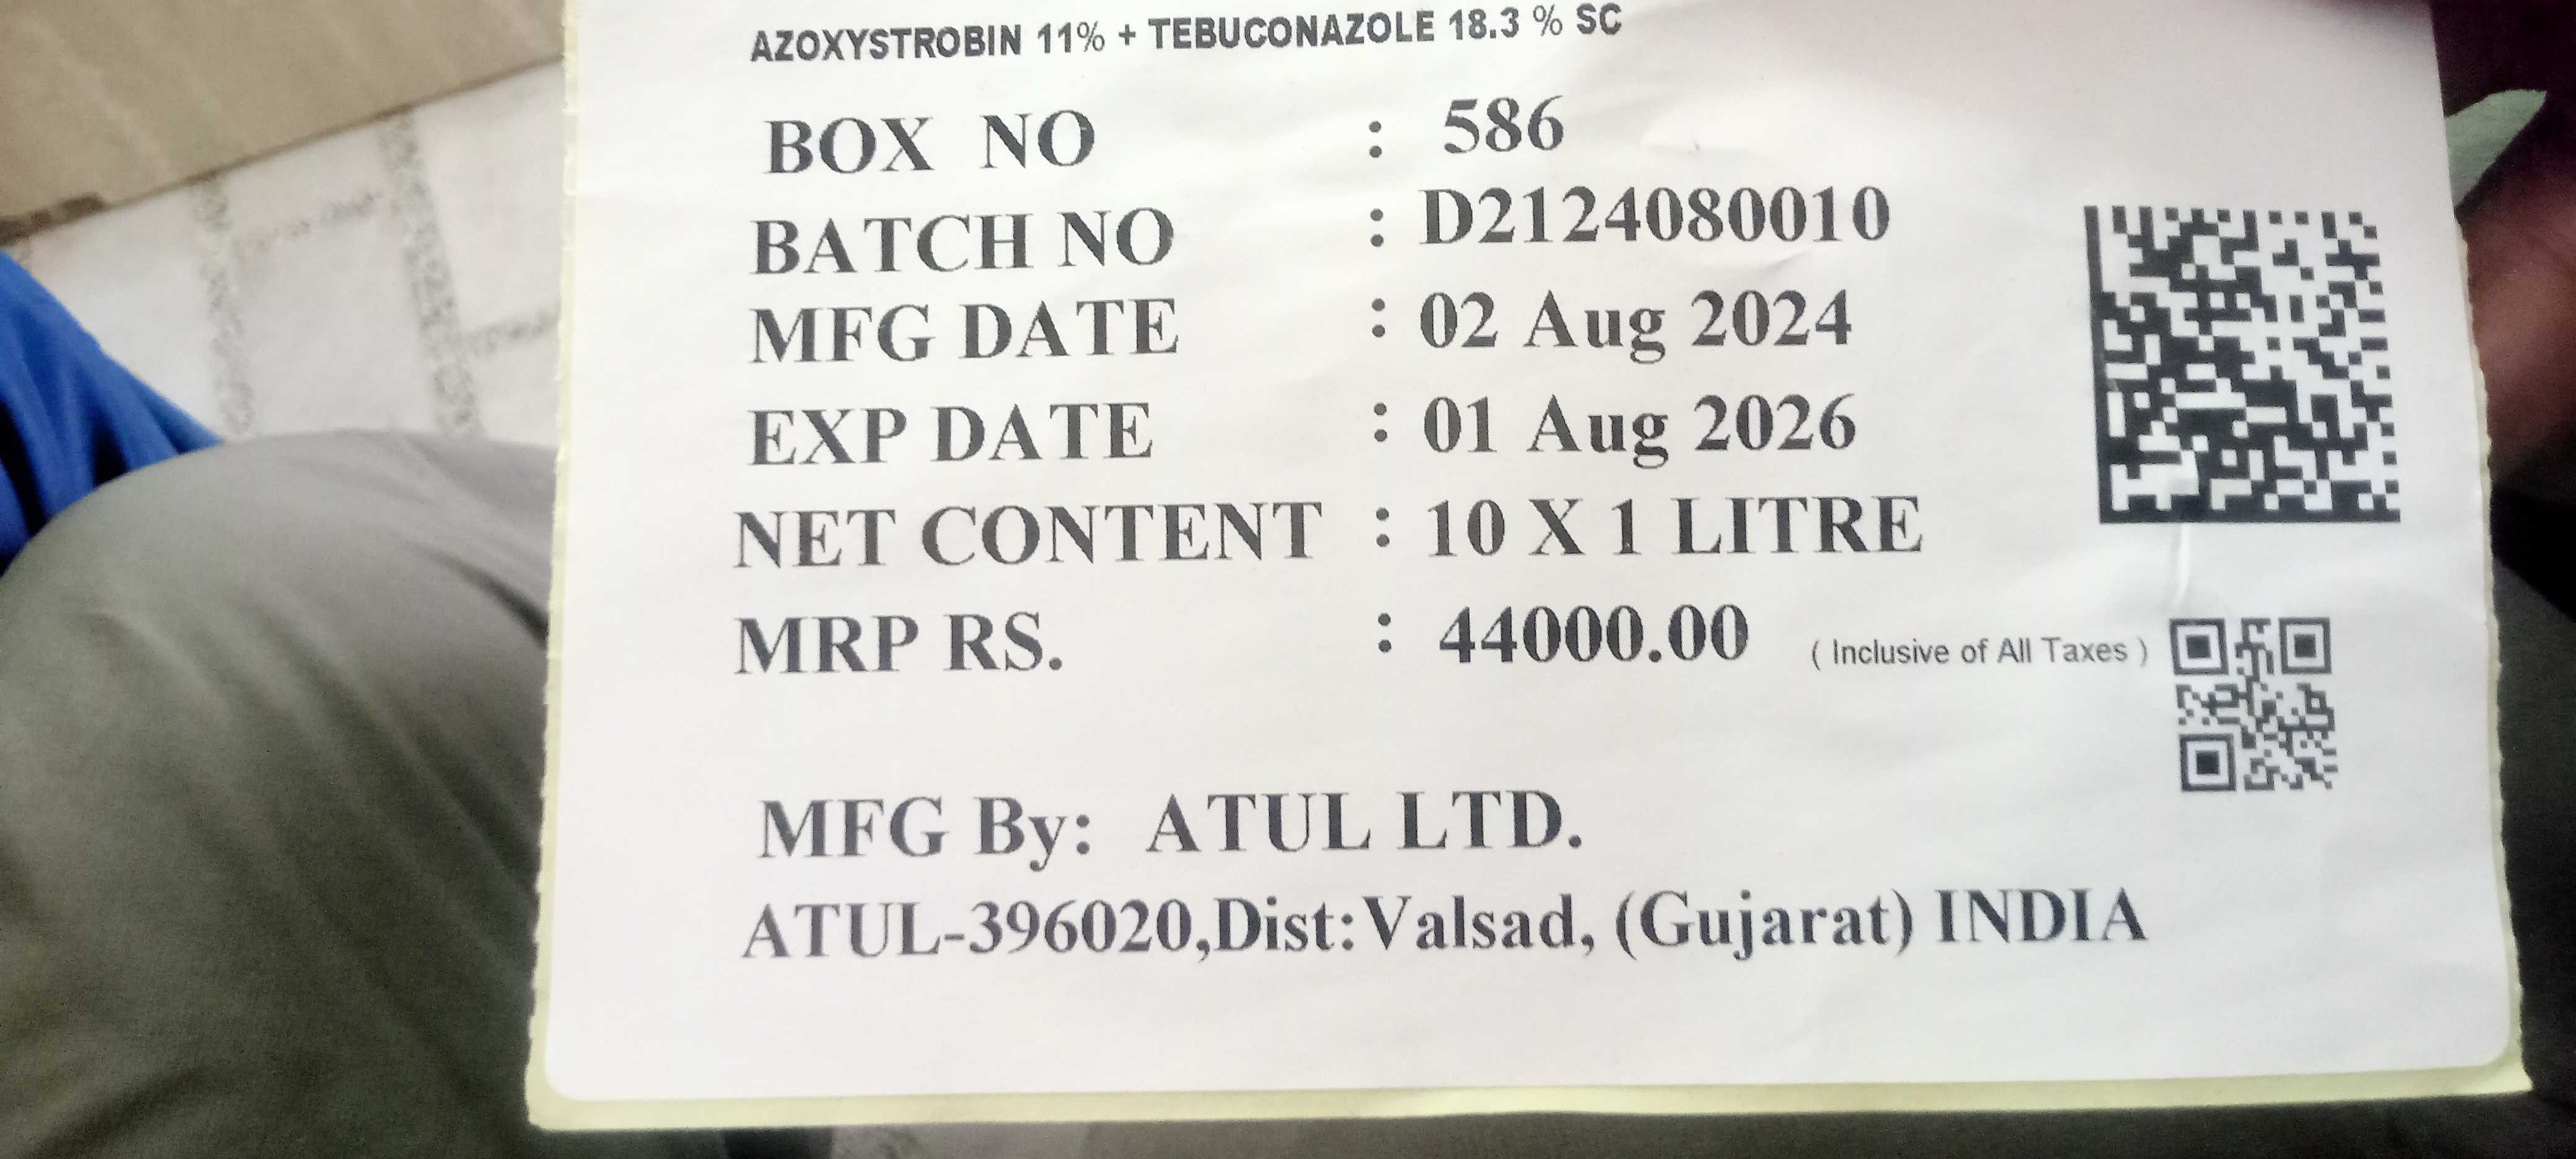 AZOXYSTROBIN 11% + TEBUCONAZOLE 18.3 % SC
BOX NO : 586
BATCH NO : D2124080010
MFG DATE : 02 Aug 2024
EXP DATE : 01 Aug 2026
NET CONTENT : 10 X 1 LITRE
MRP RS. : 44000.00 ( Inclusive of All Taxes )
MFG By: ATUL LTD.
ATUL-396020,Dist:Valsad, (Gujarat) INDIA